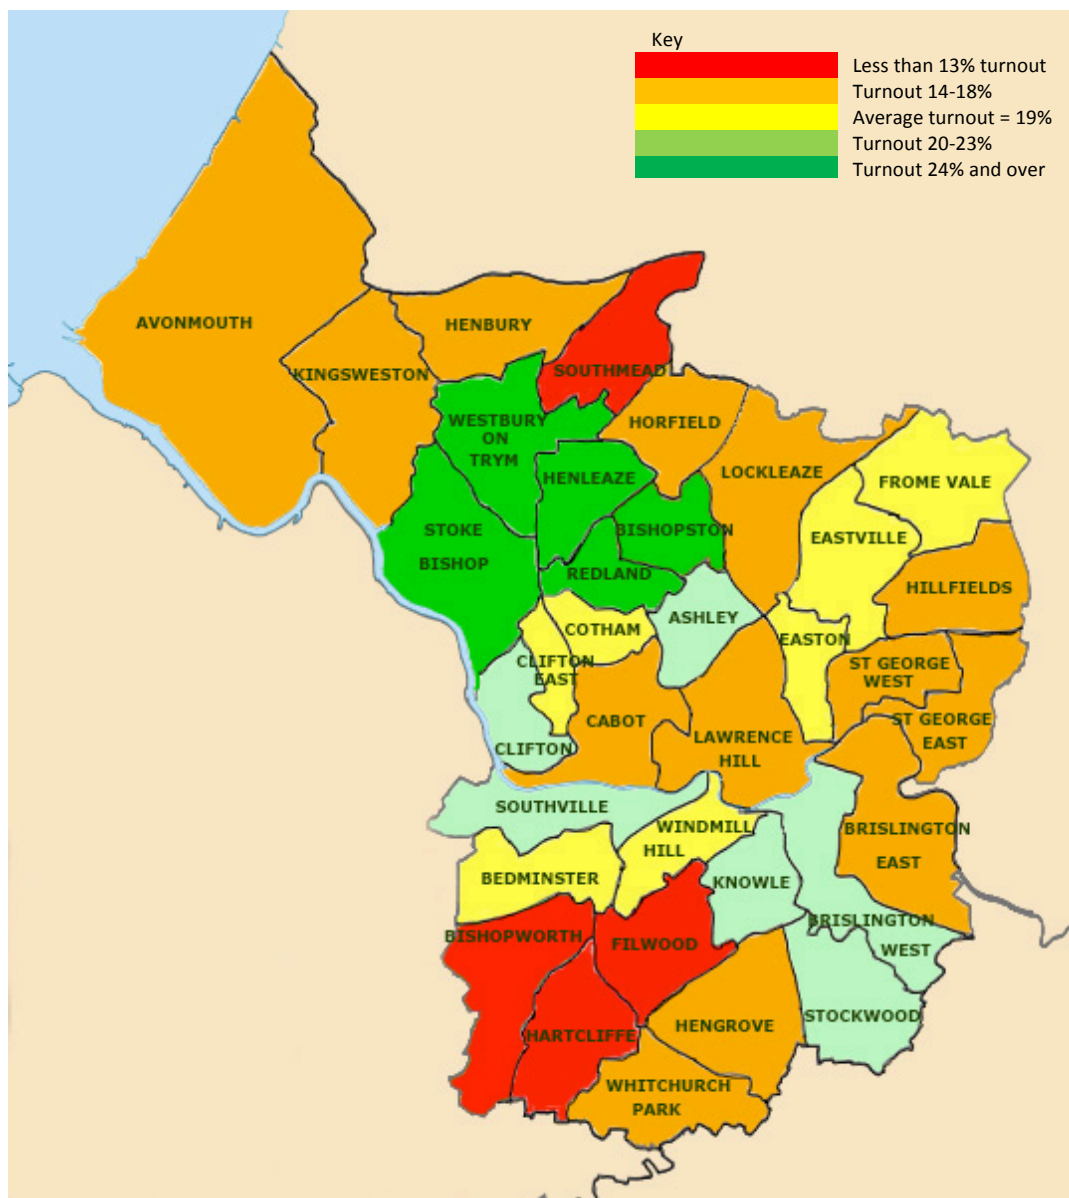 Key
Less than 13% turnout
Turnout 14-18%
Average turnout = 19%
Turnout 20-23%
Turnout 24% and over
AVONMOUTH
HENBURY
KINGSWESTON
SOUTHMEAD
WESTBURY
ON
TRYM
HORFIELD
LOCKLEAZE
HENLEAZE
FROME VALE
STOKE
BISHOP
BISHOPSTON
EASTVILLE
REDLAND
HILLFIELDS
ASHLEY
COTHAM
EASTON
CLIFTON
EAST
ST GEORGE
WEST
CABOT
ST GEORGE
EAST
LAWRENCE
HILL
CLIFTON
SOUTHVILLE
WINDMILL
HILL
BRISLINGTON
EAST
BEDMINSTER
KNOWLE
BRISLINGTON
WEST
BISHOPWORTH
FILWOOD
STOCKWOOD
HENGROVE
HARTCLIFFE
WHITCHURCH
PARK